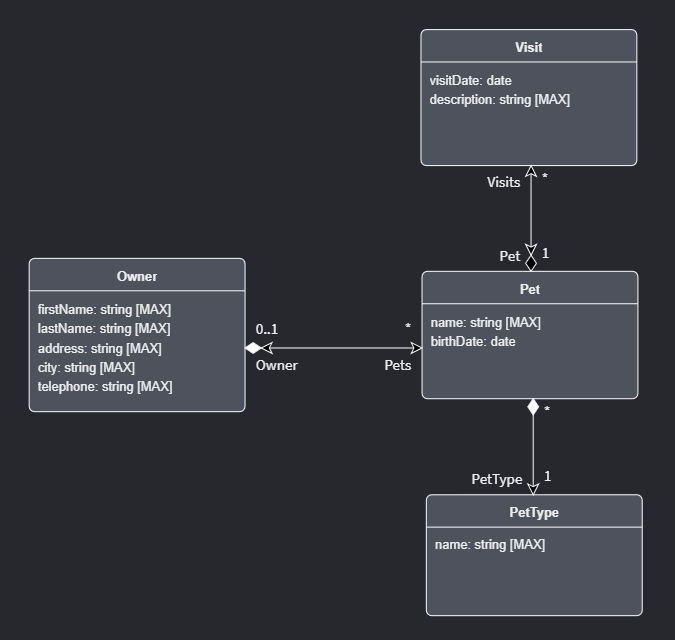 Visit
visitDate: date
description: string [MAX]
Visits *
Pet 1
Owner
firstName: string [MAX]
lastName: string [MAX]
address: string [MAX]
city: string [MAX]
telephone: string [MAX]
0..1 *
Owner Pets
Pet
name: string [MAX]
birthDate: date
*
PetType 1
PetType
name: string [MAX]